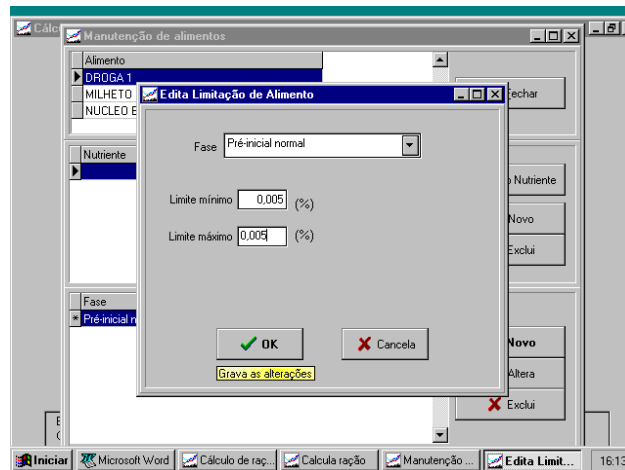 Cálc
Manutenção de alimentos
Alimento
DROGA 1
MILHETO
NUCLEO E
Fechar
Edita Limitação de Alimento
Fase Pré-inicial normal
Limite mínimo 0,005 (%)
Limite máximo 0,005 (%)
OK
Cancela
Grava as alterações
Nutriente
Nutriente
Novo
Exclui
Fase
Pré-inicial n
Novo
Altera
Exclui
Iniciar Microsoft Word Cálculo de raç... Calcula ração Manutenção ... Edita Limit... 16:13